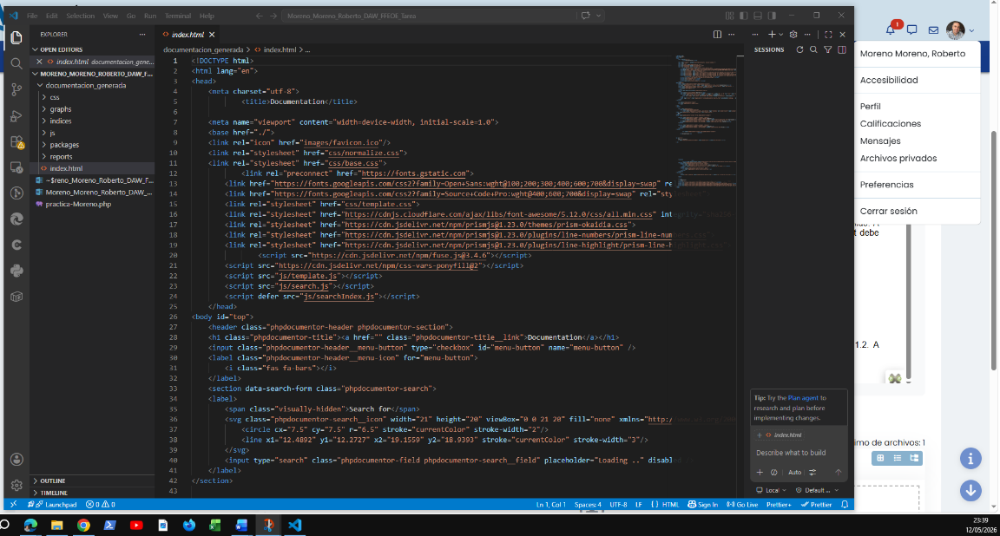 File Edit Selection View Go Run Terminal Help
Moreno_Moreno_Roberto_DAW_FFEOE_Tarea
EXPLORER
OPEN EDITORS
index.html documentacion_gene...
MORENO_MORENO_ROBERTO_DAW_F...
documentacion_generada
css
graphs
indices
js
packages
reports
index.html
~$reno_Moreno_Roberto_DAW_F...
Moreno_Moreno_Roberto_DAW_...
practica-Moreno.php
OUTLINE
TIMELINE
index.html
documentacion_generada > index.html > ...
1 <!DOCTYPE html>
2 <html lang="en">
3 <head>
4 <meta charset="utf-8">
5 <title>Documentation</title>
6
7 <meta name="viewport" content="width=device-width, initial-scale=1.0">
8 <base href="./">
9 <link rel="icon" href="images/favicon.ico"/>
10 <link rel="stylesheet" href="css/normalize.css">
11 <link rel="stylesheet" href="css/base.css">
12 <link rel="preconnect" href="https://fonts.gstatic.com">
13 <link href="https://fonts.googleapis.com/css2?family=Open+Sans:wght@100;200;300;400;600;700&display=swap" re
14 <link href="https://fonts.googleapis.com/css2?family=Source+Code+Pro:wght@400;600;700&display=swap" rel="sty
15 <link rel="stylesheet" href="css/template.css">
16 <link rel="stylesheet" href="https://cdnjs.cloudflare.com/ajax/libs/font-awesome/5.12.0/css/all.min.css" int
17 <link rel="stylesheet" href="https://cdn.jsdelivr.net/npm/prismjs@1.23.0/themes/prism-okaidia.css">
18 <link rel="stylesheet" href="https://cdn.jsdelivr.net/npm/prismjs@1.23.0/plugins/line-numbers/prism-line-num
19 <link rel="stylesheet" href="https://cdn.jsdelivr.net/npm/prismjs@1.23.0/plugins/line-highlight/prism-line-h
20 <script src="https://cdn.jsdelivr.net/npm/fuse.js@3.4.6"></script>
21 <script src="https://cdn.jsdelivr.net/npm/css-vars-ponyfill@2"></script>
22 <script src="js/template.js"></script>
23 <script src="js/search.js"></script>
24 <script defer src="js/searchIndex.js"></script>
25 </head>
26 <body id="top">
27 <header class="phpdocumentor-header phpdocumentor-section">
28 <h1 class="phpdocumentor-title"><a href="" class="phpdocumentor-title__link">Documentation</a></h1>
29 <input class="phpdocumentor-header__menu-button" type="checkbox" id="menu-button" name="menu-button" />
30 <label class="phpdocumentor-header__menu-icon" for="menu-button">
31 <i class="fas fa-bars"></i>
32 </label>
33 <section data-search-form class="phpdocumentor-search">
34 <label>
35 <span class="visually-hidden">Search for</span>
36 <svg class="phpdocumentor-search__icon" width="21" height="20" viewBox="0 0 21 20" fill="none" xmlns="http:/
37 <circle cx="7.5" cy="7.5" r="6.5" stroke="currentColor" stroke-width="2"/>
38 <line x1="12.4892" y1="12.2727" x2="19.1559" y2="18.9393" stroke="currentColor" stroke-width="3"/>
39 </svg>
40 <input type="search" class="phpdocumentor-field phpdocumentor-search__field" placeholder="Loading .." disabl
41 </label>
42 </section>
43
SESSIONS
Tip: Try the Plan agent to
research and plan before
implementing changes.
+ index.html
Describe what to build
Auto
Local
Default ...
Launchpad 0 0
Ln 1, Col 1 Spaces: 4 UTF-8 LF HTML Sign In Go Live Prettier+ Prettier
1
Moreno Moreno, Roberto
Accesibilidad
Perfil
Calificaciones
Mensajes
Archivos privados
Preferencias
Cerrar sesión
t debe
1.2. A
imo de archivos: 1
23:39
12/05/2026